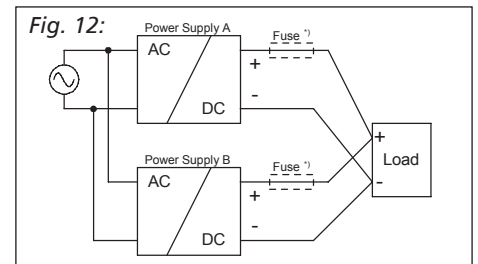 Fig. 12:
Power Supply A
AC
DC
+
-
Fuse *)
Power Supply B
AC
DC
+
-
Fuse *)
+
Load
-